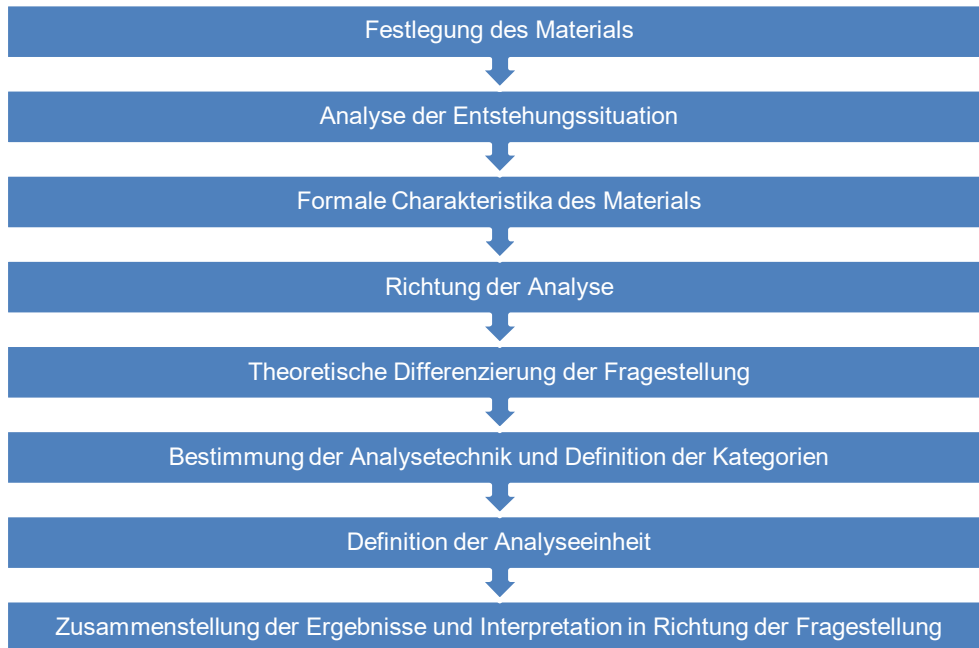 Festlegung des Materials
Analyse der Entstehungssituation
Formale Charakteristika des Materials
Richtung der Analyse
Theoretische Differenzierung der Fragestellung
Bestimmung der Analysetechnik und Definition der Kategorien
Definition der Analyseeinheit
Zusammenstellung der Ergebnisse und Interpretation in Richtung der Fragestellung